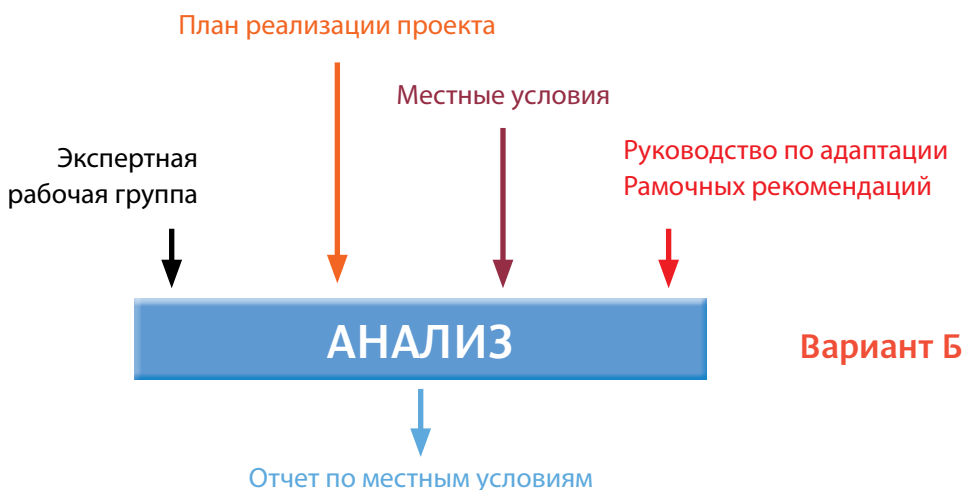 План реализации проекта
Местные условия
Экспертная
рабочая группа
Руководство по адаптации
Рамочных рекомендаций
АНАЛИЗ
Вариант Б
Отчет по местным условиям